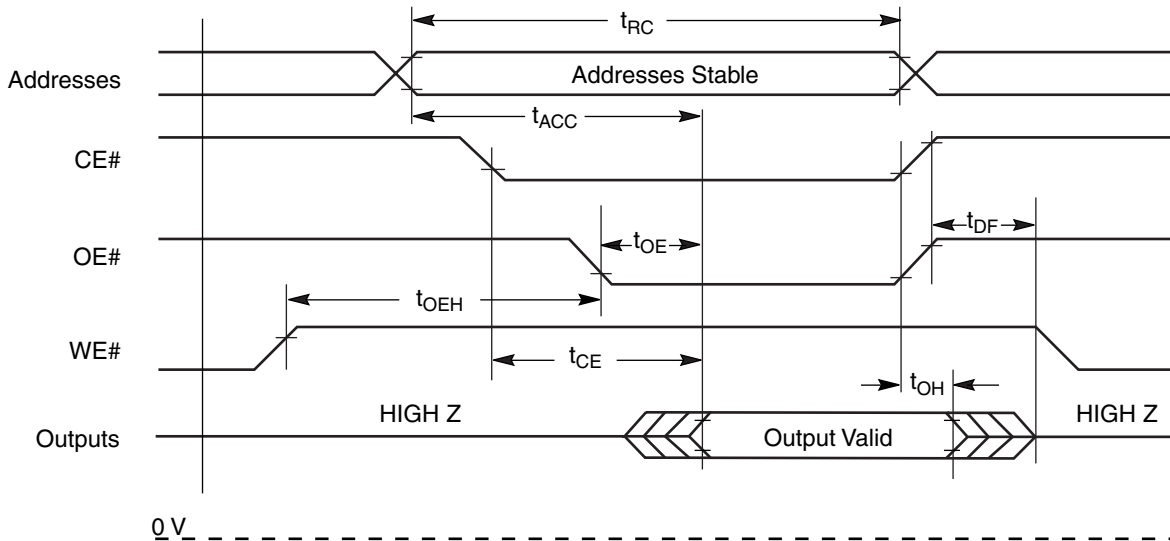 tRC
Addresses
Addresses Stable
tACC
CE#
tDF
OE#
tOE
tOEH
WE#
tCE
tOH
HIGH Z
HIGH Z
Outputs
Output Valid
0 V